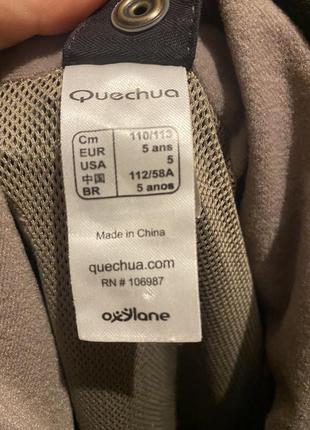 Quechua
Cm 110/113
EUR 5 ans
USA 5
中国 112/58A
BR 5 anos
Made in China
quechua.com
RN # 106987
oxylane